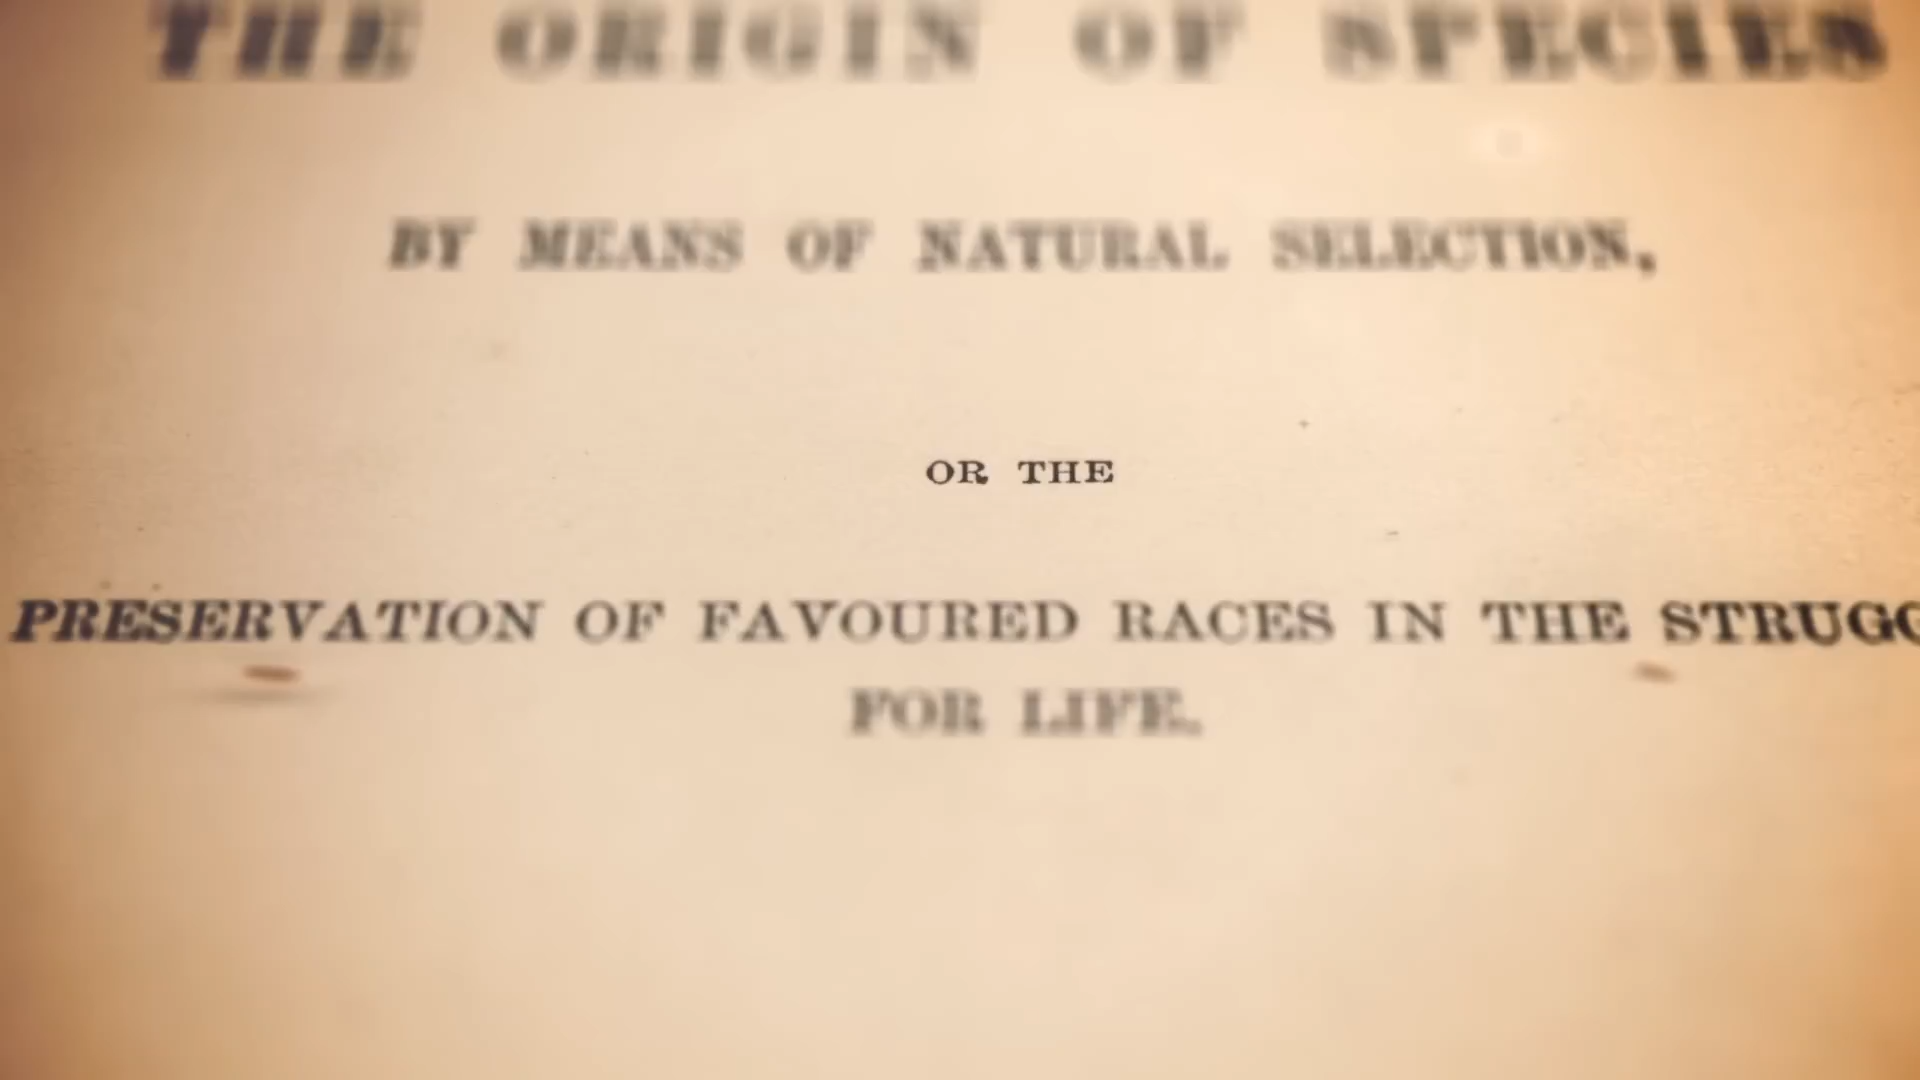 THE ORIGIN OF SPECIES
BY MEANS OF NATURAL SELECTION,
OR THE
PRESERVATION OF FAVOURED RACES IN THE STRUGG
FOR LIFE.